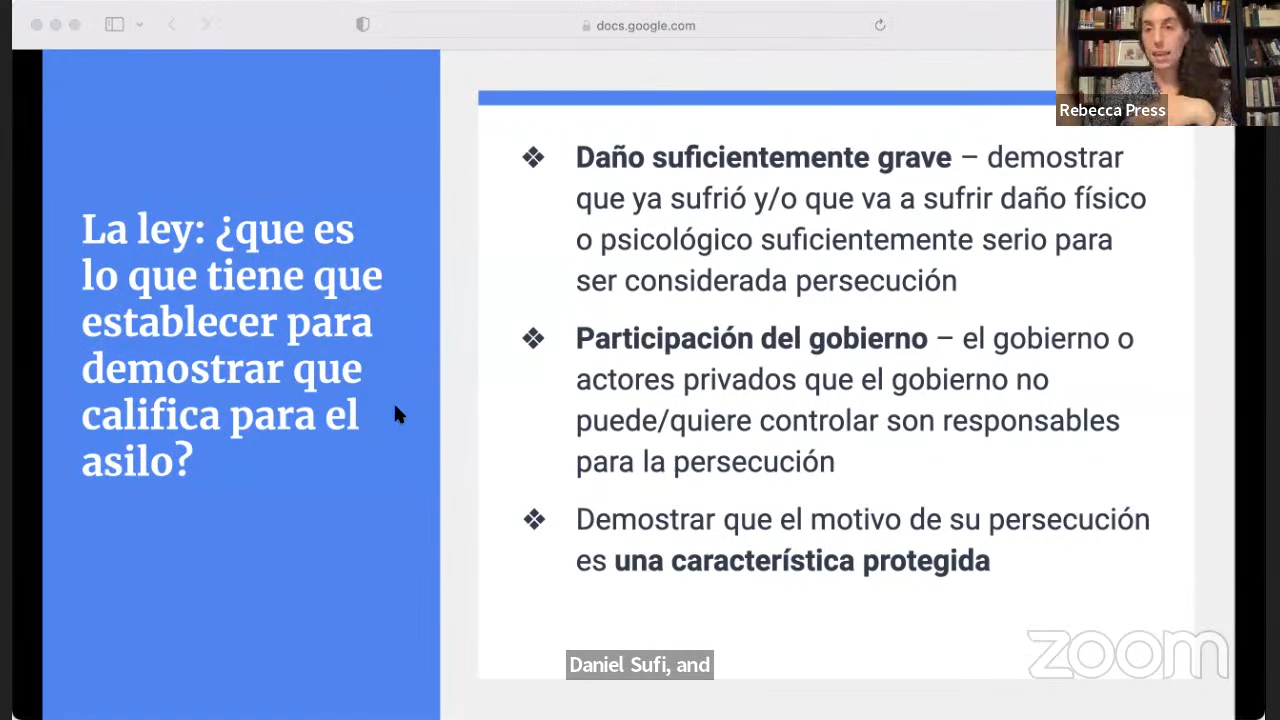 docs.google.com
Rebecca Press
La ley: ¿que es
lo que tiene que
establecer para
demostrar que
califica para el
asilo?
❖ Daño suficientemente grave – demostrar
que ya sufrió y/o que va a sufrir daño físico
o psicológico suficientemente serio para
ser considerada persecución
❖ Participación del gobierno – el gobierno o
actores privados que el gobierno no
puede/quiere controlar son responsables
para la persecución
❖ Demostrar que el motivo de su persecución
es una característica protegida
Daniel Sufi, and
zoom